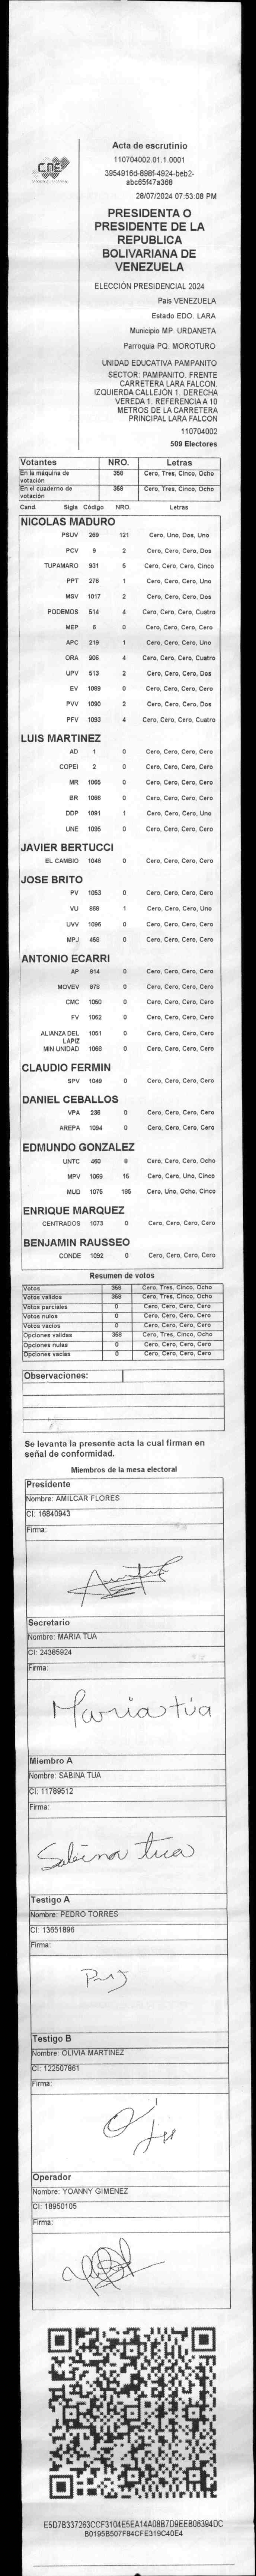 CNE
Acta de escrutinio
110704002.01.1.0001
3954916d-898f-4924-beb2-
abc65f47a368
28/07/2024 07:53:08 PM
PRESIDENTA O
PRESIDENTE DE LA
REPUBLICA
BOLIVARIANA DE
VENEZUELA
ELECCIÓN PRESIDENCIAL 2024
Pais VENEZUELA
Estado EDO. LARA
Municipio MP. URDANETA
Parroquia PQ. MOROTURO
UNIDAD EDUCATIVA PAMPANITO
SECTOR: PAMPANITO. FRENTE
CARRETERA LARA FALCON.
IZQUIERDA CALLEJÓN 1. DERECHA
VEREDA 1. REFERENCIA A 10
METROS DE LA CARRETERA
PRINCIPAL LARA FALCON
110704002
509 Electores
Votantes NRO. Letras
En la máquina de votación 358 Cero, Tres, Cinco, Ocho
En el cuaderno de votación 358 Cero, Tres, Cinco, Ocho
Cand. Sigla Código NRO. Letras
NICOLAS MADURO
PSUV 269 121 Cero, Uno, Dos, Uno
PCV 9 2 Cero, Cero, Cero, Dos
TUPAMARO 931 5 Cero, Cero, Cero, Cinco
PPT 276 1 Cero, Cero, Cero, Uno
MSV 1017 2 Cero, Cero, Cero, Dos
PODEMOS 514 4 Cero, Cero, Cero, Cuatro
MEP 6 0 Cero, Cero, Cero, Cero
APC 219 1 Cero, Cero, Cero, Uno
ORA 906 4 Cero, Cero, Cero, Cuatro
UPV 513 2 Cero, Cero, Cero, Dos
EV 1089 0 Cero, Cero, Cero, Cero
PVV 1090 2 Cero, Cero, Cero, Dos
PFV 1093 4 Cero, Cero, Cero, Cuatro
LUIS MARTINEZ
AD 1 0 Cero, Cero, Cero, Cero
COPEI 2 0 Cero, Cero, Cero, Cero
MR 1065 0 Cero, Cero, Cero, Cero
BR 1066 0 Cero, Cero, Cero, Cero
DDP 1091 1 Cero, Cero, Cero, Uno
UNE 1095 0 Cero, Cero, Cero, Cero
JAVIER BERTUCCI
EL CAMBIO 1048 0 Cero, Cero, Cero, Cero
JOSE BRITO
PV 1053 0 Cero, Cero, Cero, Cero
VU 868 1 Cero, Cero, Cero, Uno
UVV 1096 0 Cero, Cero, Cero, Cero
MPJ 458 0 Cero, Cero, Cero, Cero
ANTONIO ECARRI
AP 814 0 Cero, Cero, Cero, Cero
MOVEV 878 0 Cero, Cero, Cero, Cero
CMC 1050 0 Cero, Cero, Cero, Cero
FV 1062 0 Cero, Cero, Cero, Cero
ALIANZA DEL LAPIZ 1051 0 Cero, Cero, Cero, Cero
MIN UNIDAD 1068 0 Cero, Cero, Cero, Cero
CLAUDIO FERMIN
SPV 1049 0 Cero, Cero, Cero, Cero
DANIEL CEBALLOS
VPA 238 0 Cero, Cero, Cero, Cero
AREPA 1094 0 Cero, Cero, Cero, Cero
EDMUNDO GONZALEZ
UNTC 460 8 Cero, Cero, Cero, Ocho
MPV 1069 15 Cero, Cero, Uno, Cinco
MUD 1075 185 Cero, Uno, Ocho, Cinco
ENRIQUE MARQUEZ
CENTRADOS 1073 0 Cero, Cero, Cero, Cero
BENJAMIN RAUSSEO
CONDE 1092 0 Cero, Cero, Cero, Cero
Resumen de votos
Votos 358 Cero, Tres, Cinco, Ocho
Votos validos 358 Cero, Tres, Cinco, Ocho
Votos parciales 0 Cero, Cero, Cero, Cero
Votos nulos 0 Cero, Cero, Cero, Cero
Votos vacios 0 Cero, Cero, Cero, Cero
Opciones validas 358 Cero, Tres, Cinco, Ocho
Opciones nulas 0 Cero, Cero, Cero, Cero
Opciones vacias 0 Cero, Cero, Cero, Cero
Observaciones:
Se levanta la presente acta la cual firman en
señal de conformidad.
Miembros de la mesa electoral
Presidente
Nombre: AMILCAR FLORES
CI: 16840943
Firma:
Secretario
Nombre: MARIA TUA
CI: 24385924
Firma:
Maria túa
Miembro A
Nombre: SABINA TUA
CI: 11789512
Firma:
Sabina tua
Testigo A
Nombre: PEDRO TORRES
CI: 13651896
Firma:
Testigo B
Nombre: OLIVIA MARTINEZ
CI: 122507861
Firma:
Operador
Nombre: YOANNY GIMENEZ
CI: 18950105
Firma:
E5D7B337263CCF3104E5EA14A08B7D9EEB06394DC
B0195B507F84CFE319C40E4